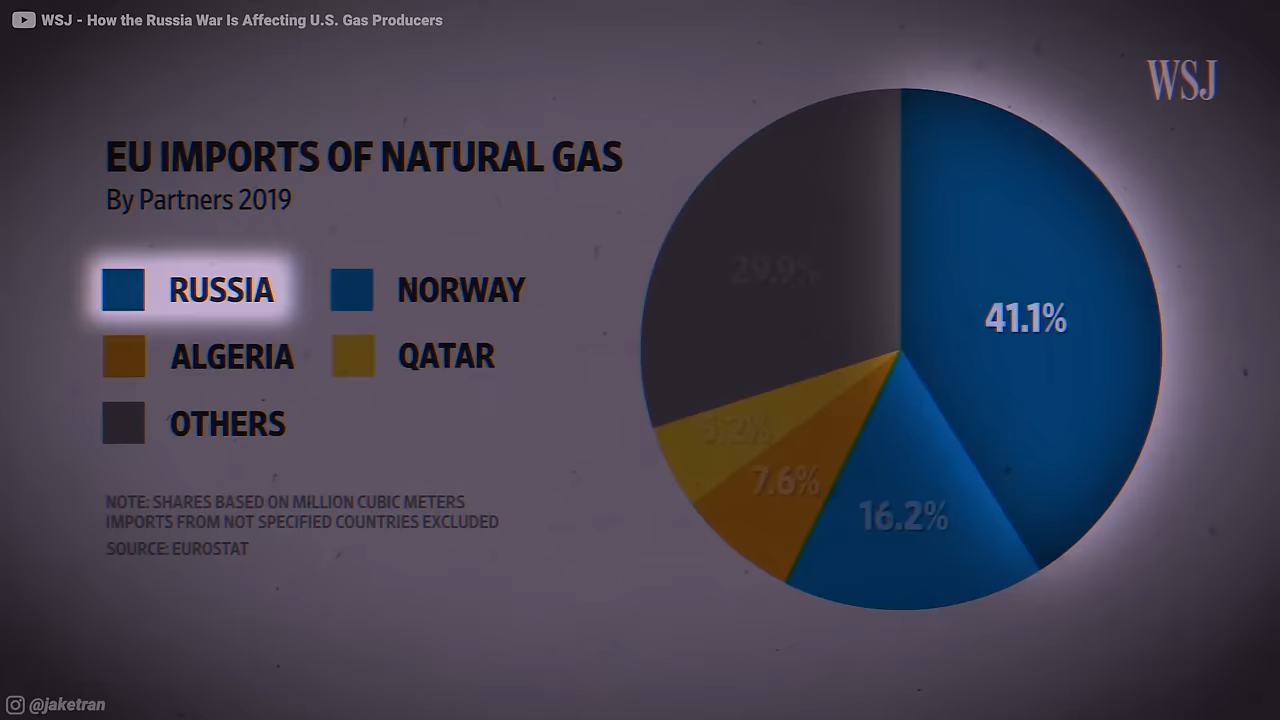 WSJ - How the Russia War Is Affecting U.S. Gas Producers
WSJ
EU IMPORTS OF NATURAL GAS
By Partners 2019
RUSSIA
NORWAY
ALGERIA
QATAR
OTHERS
NOTE: SHARES BASED ON MILLION CUBIC METERS
IMPORTS FROM NOT SPECIFIED COUNTRIES EXCLUDED
SOURCE: EUROSTAT
29.9%
41.1%
5.2%
7.6%
16.2%
@jaketran